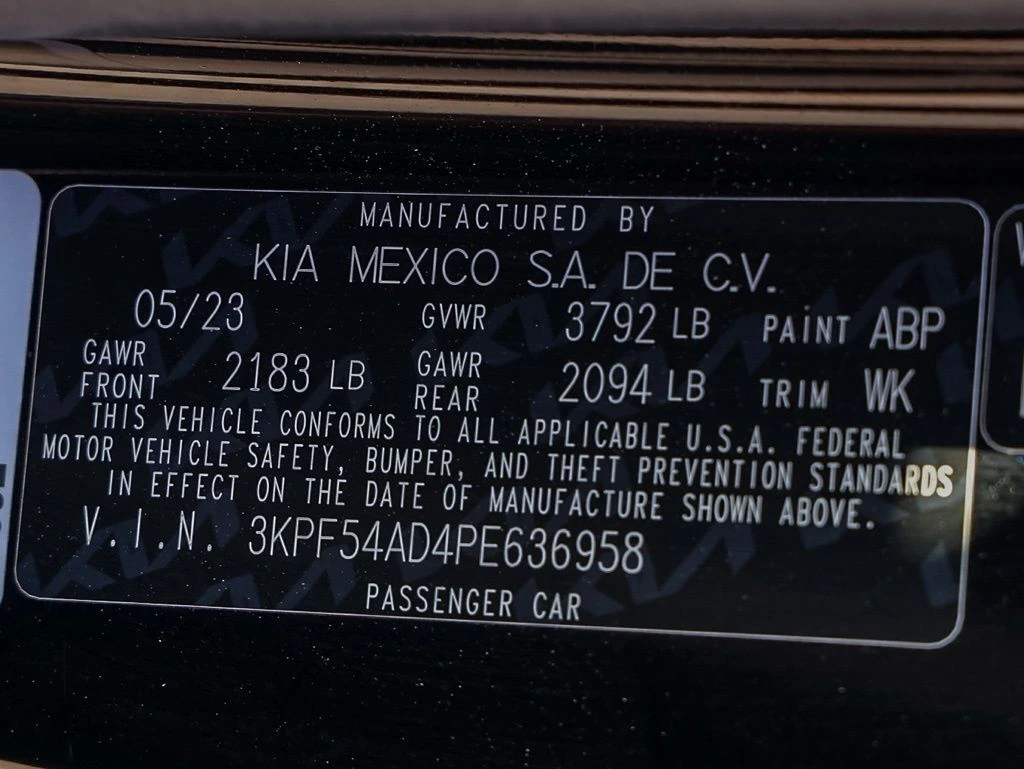 MANUFACTURED BY
KIA MEXICO S.A. DE C.V.
05/23 GVWR 3792 LB PAINT ABP
GAWR FRONT 2183 LB GAWR REAR 2094 LB TRIM WK
THIS VEHICLE CONFORMS TO ALL APPLICABLE U.S.A. FEDERAL
MOTOR VEHICLE SAFETY, BUMPER, AND THEFT PREVENTION STANDARDS
IN EFFECT ON THE DATE OF MANUFACTURE SHOWN ABOVE.
V.I.N. 3KPF54AD4PE636958
PASSENGER CAR